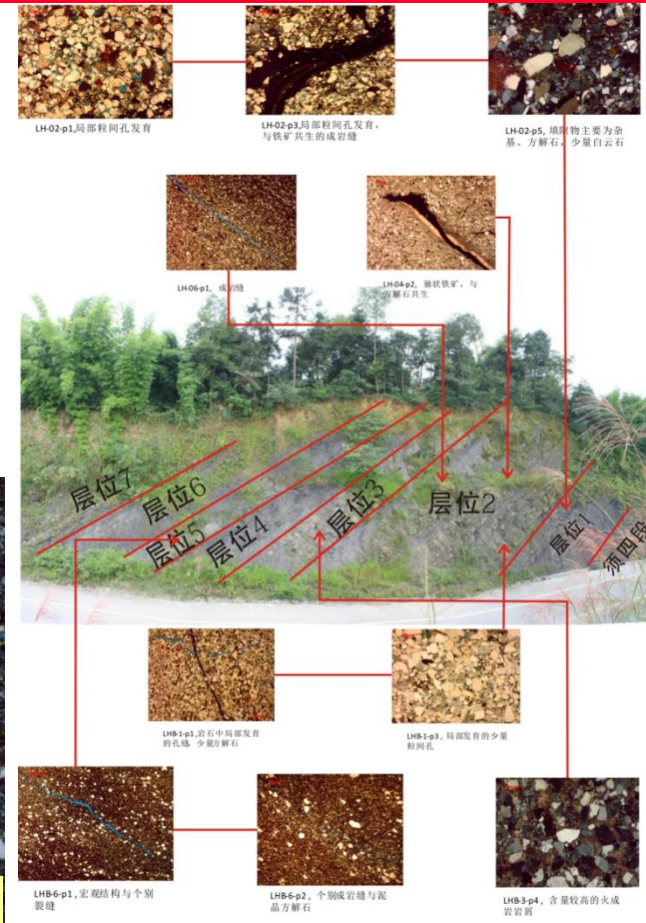 LH-02-p1,局部粒间孔发育
LH-02-p3,局部粒间孔发育、
与铁矿共生的成岩缝
LH-02-p5, 填隙物主要为杂
基、方解石、少量白云石
LH-06-p1, 成岩缝
LH-04-p2, 脉状铁矿、与
方解石共生
层位7
层位6
层位5
层位4
层位3
层位2
层位1
须四段
LHB-1-p1,岩石中局部发育
的孔缝,少量方解石
LHB-1-p3, 局部发育的少量
粒间孔
LHB-6-p1,宏观结构与个别
裂缝
LHB-6-p2, 个别成岩缝与泥
晶方解石
LHB-3-p4, 含量较高的火成
岩岩屑